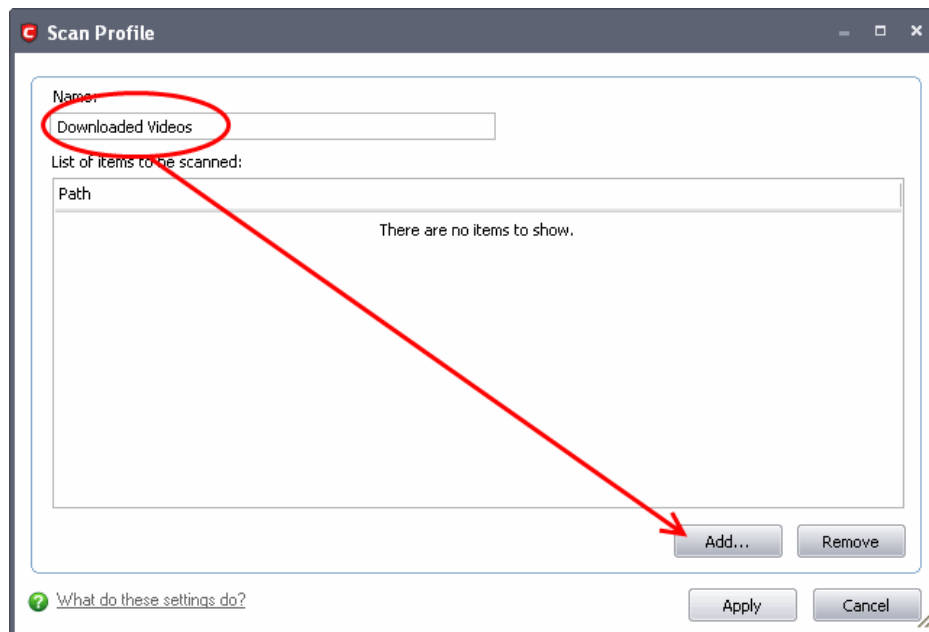 Scan Profile
Name:
Downloaded Videos
List of items to be scanned:
Path
There are no items to show.
Add... Remove
What do these settings do?
Apply Cancel